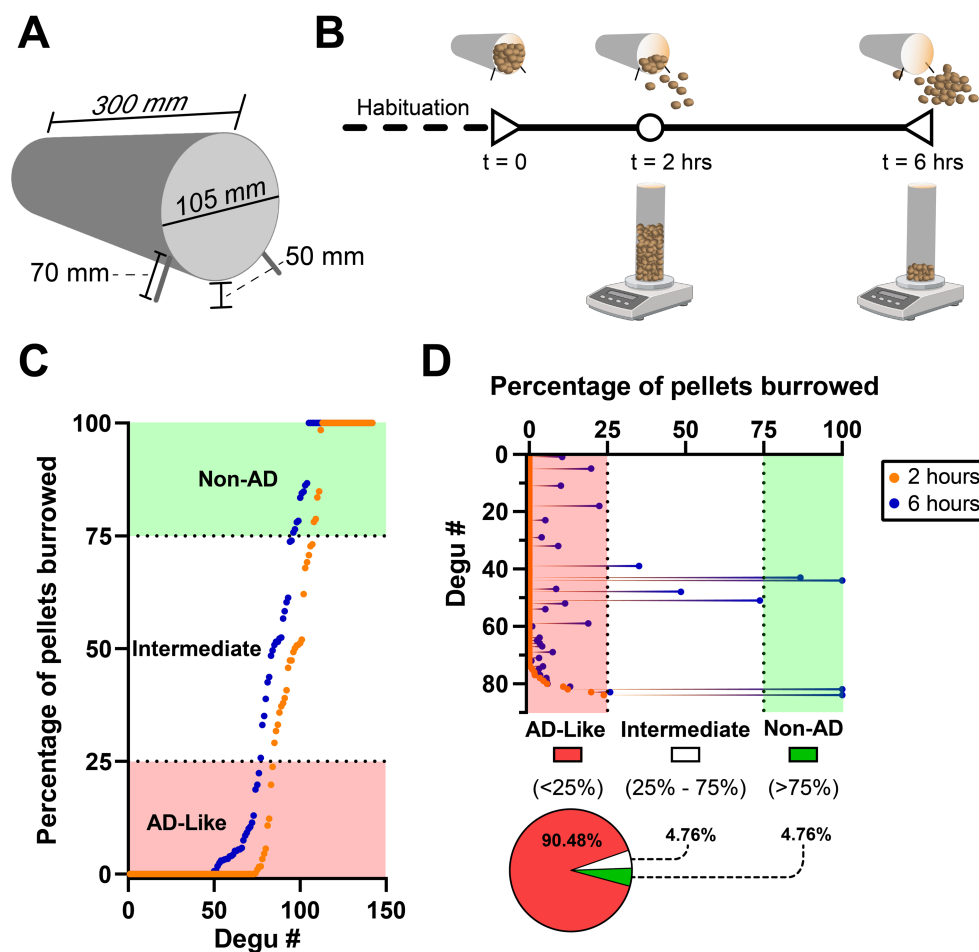 A
300 mm
105 mm
70 mm
50 mm
B
Habituation
t = 0
t = 2 hrs
t = 6 hrs
C
Percentage of pellets burrowed
100
75
50
25
0
Non-AD
Intermediate
AD-Like
0
50
100
150
Degu #
D
Percentage of pellets burrowed
0
25
50
75
100
Degu #
0
20
40
60
80
2 hours
6 hours
AD-Like
Intermediate
Non-AD
(<25%)
(25% - 75%)
(>75%)
90.48%
4.76%
4.76%